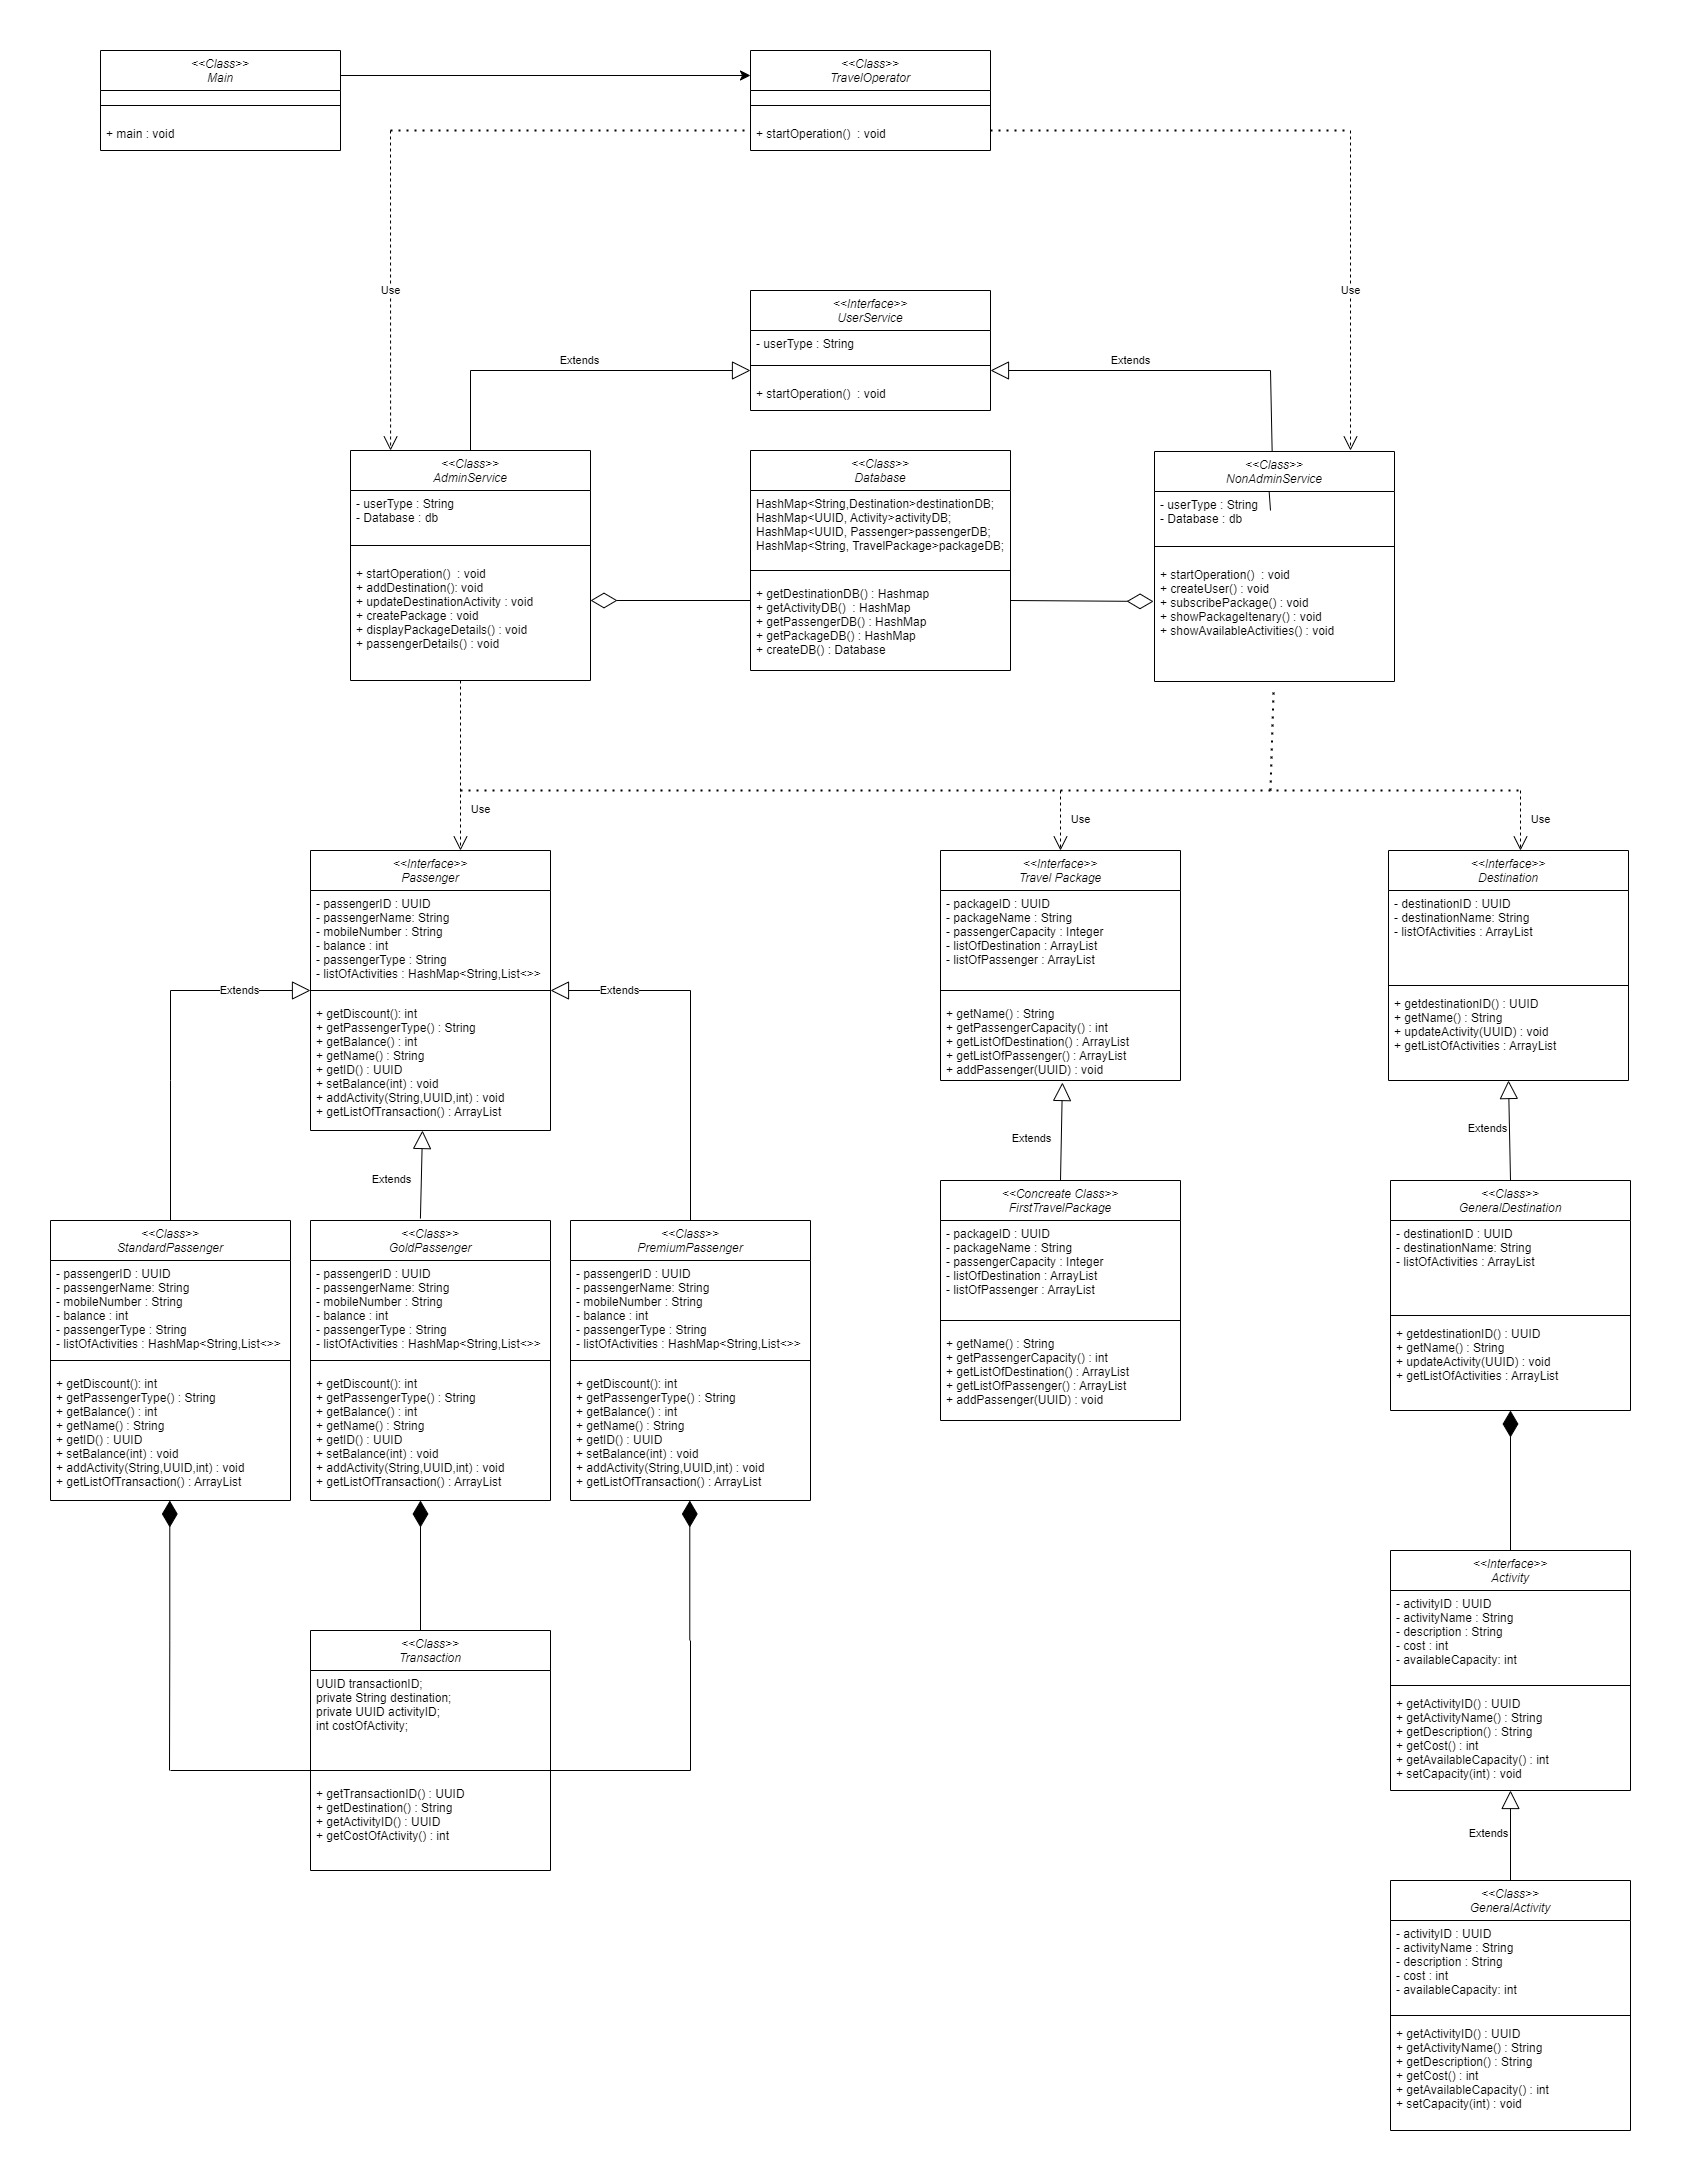 <<Class>>
Main
+ main : void
<<Class>>
TravelOperator
+ startOperation()  : void
Use
Use
<<Interface>>
UserService
- userType : String
+ startOperation()  : void
Extends
Extends
<<Class>>
AdminService
- userType : String
- Database : db
+ startOperation()  : void
+ addDestination(): void
+ updateDestinationActivity : void
+ createPackage : void
+ displayPackageDetails() : void
+ passengerDetails() : void
<<Class>>
Database
HashMap<String,Destination>destinationDB;
HashMap<UUID, Activity>activityDB;
HashMap<UUID, Passenger>passengerDB;
HashMap<String, TravelPackage>packageDB;
+ getDestinationDB() : Hashmap
+ getActivityDB()  : HashMap
+ getPassengerDB() : HashMap
+ getPackageDB() : HashMap
+ createDB() : Database
<<Class>>
NonAdminService
- userType : String
- Database : db
+ startOperation()  : void
+ createUser() : void
+ subscribePackage() : void
+ showPackageItenary() : void
+ showAvailableActivities() : void
Use
Use
Use
<<Interface>>
Passenger
- passengerID : UUID
- passengerName: String
- mobileNumber : String
- balance : int
- passengerType : String
- listOfActivities : HashMap<String,List<>>
+ getDiscount(): int
+ getPassengerType() : String
+ getBalance() : int
+ getName() : String
+ getID() : UUID
+ setBalance(int) : void
+ addActivity(String,UUID,int) : void
+ getListOfTransaction() : ArrayList
<<Interface>>
Travel Package
- packageID : UUID
- packageName : String
- passengerCapacity : Integer
- listOfDestination : ArrayList
- listOfPassenger : ArrayList
+ getName() : String
+ getPassengerCapacity() : int
+ getListOfDestination() : ArrayList
+ getListOfPassenger() : ArrayList
+ addPassenger(UUID) : void
<<Interface>>
Destination
- destinationID : UUID
- destinationName: String
- listOfActivities : ArrayList
+ getdestinationID() : UUID
+ getName() : String
+ updateActivity(UUID) : void
+ getListOfActivities : ArrayList
Extends
Extends
Extends
Extends
Extends
<<Class>>
StandardPassenger
- passengerID : UUID
- passengerName: String
- mobileNumber : String
- balance : int
- passengerType : String
- listOfActivities : HashMap<String,List<>>
+ getDiscount(): int
+ getPassengerType() : String
+ getBalance() : int
+ getName() : String
+ getID() : UUID
+ setBalance(int) : void
+ addActivity(String,UUID,int) : void
+ getListOfTransaction() : ArrayList
<<Class>>
GoldPassenger
- passengerID : UUID
- passengerName: String
- mobileNumber : String
- balance : int
- passengerType : String
- listOfActivities : HashMap<String,List<>>
+ getDiscount(): int
+ getPassengerType() : String
+ getBalance() : int
+ getName() : String
+ getID() : UUID
+ setBalance(int) : void
+ addActivity(String,UUID,int) : void
+ getListOfTransaction() : ArrayList
<<Class>>
PremiumPassenger
- passengerID : UUID
- passengerName: String
- mobileNumber : String
- balance : int
- passengerType : String
- listOfActivities : HashMap<String,List<>>
+ getDiscount(): int
+ getPassengerType() : String
+ getBalance() : int
+ getName() : String
+ getID() : UUID
+ setBalance(int) : void
+ addActivity(String,UUID,int) : void
+ getListOfTransaction() : ArrayList
<<Concreate Class>>
FirstTravelPackage
- packageID : UUID
- packageName : String
- passengerCapacity : Integer
- listOfDestination : ArrayList
- listOfPassenger : ArrayList
+ getName() : String
+ getPassengerCapacity() : int
+ getListOfDestination() : ArrayList
+ getListOfPassenger() : ArrayList
+ addPassenger(UUID) : void
<<Class>>
GeneralDestination
- destinationID : UUID
- destinationName: String
- listOfActivities : ArrayList
+ getdestinationID() : UUID
+ getName() : String
+ updateActivity(UUID) : void
+ getListOfActivities : ArrayList
<<Class>>
Transaction
UUID transactionID;
private String destination;
private UUID activityID;
int costOfActivity;
+ getTransactionID() : UUID
+ getDestination() : String
+ getActivityID() : UUID
+ getCostOfActivity() : int
<<Interface>>
Activity
- activityID : UUID
- activityName : String
- description : String
- cost : int
- availableCapacity: int
+ getActivityID() : UUID
+ getActivityName() : String
+ getDescription() : String
+ getCost() : int
+ getAvailableCapacity() : int
+ setCapacity(int) : void
Extends
<<Class>>
GeneralActivity
- activityID : UUID
- activityName : String
- description : String
- cost : int
- availableCapacity: int
+ getActivityID() : UUID
+ getActivityName() : String
+ getDescription() : String
+ getCost() : int
+ getAvailableCapacity() : int
+ setCapacity(int) : void